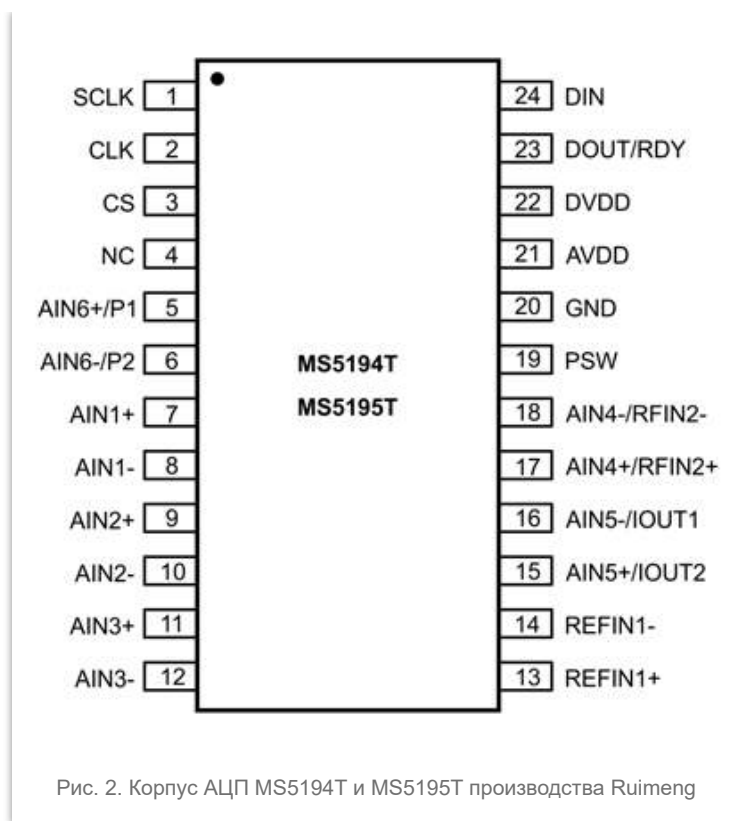 SCLK 1 24 DIN
CLK 2 23 DOUT/RDY
CS 3 22 DVDD
NC 4 21 AVDD
AIN6+/P1 5 20 GND
AIN6-/P2 6 MS5194T 19 PSW
AIN1+ 7 MS5195T 18 AIN4-/RFIN2-
AIN1- 8 17 AIN4+/RFIN2+
AIN2+ 9 16 AIN5-/IOUT1
AIN2- 10 15 AIN5+/IOUT2
AIN3+ 11 14 REFIN1-
AIN3- 12 13 REFIN1+
Рис. 2. Корпус АЦП MS5194T и MS5195T производства Ruimeng